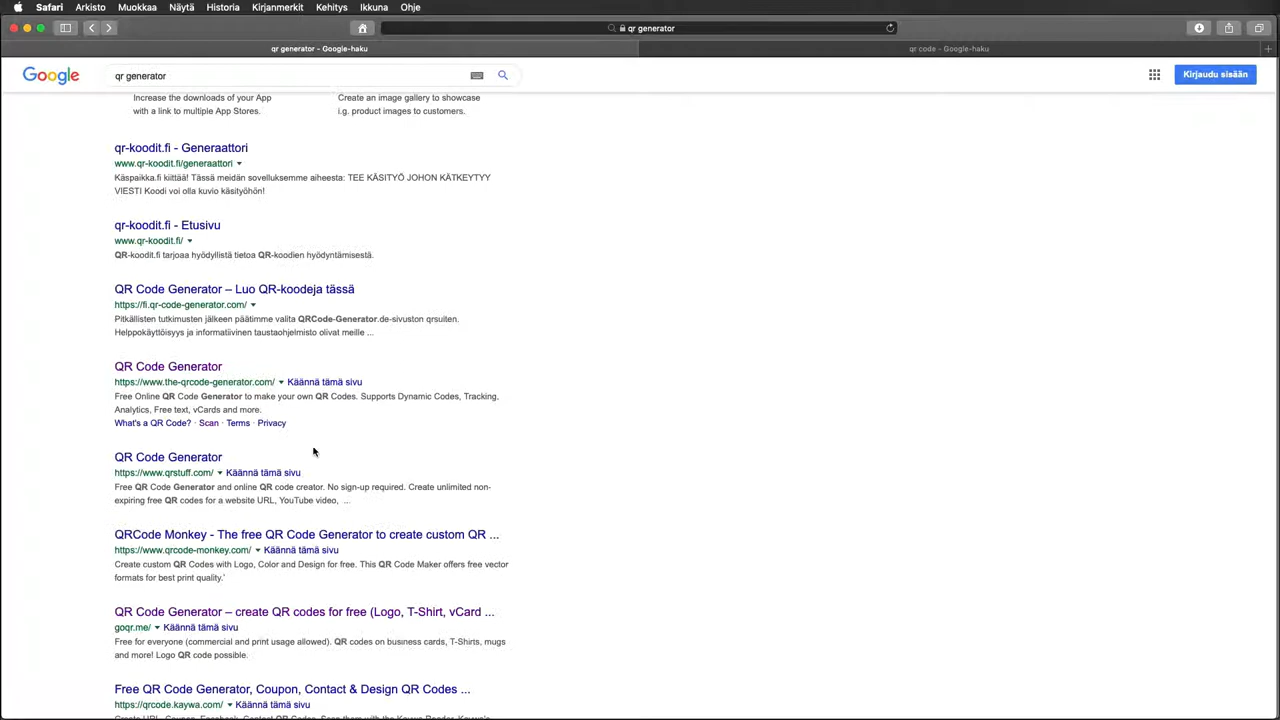 Safari Arkisto Muokkaa Näytä Historia Kirjanmerkit Kehitys Ikkuna Ohje
qr generator
qr generator – Google-haku
qr code - Google-haku
Google
qr generator
Kirjaudu sisään
Increase the downloads of your App
with a link to multiple App Stores.
Create an image gallery to showcase
i.g. product images to customers.
qr-koodit.fi - Generaattori
www.qr-koodit.fi/generaattori
Käspaikka.fi kiittää! Tässä meidän sovelluksemme aiheesta: TEE KÄSITYÖ JOHON KÄTKEYTYY
VIESTI Koodi voi olla kuvio käsityöhön!
qr-koodit.fi - Etusivu
www.qr-koodit.fi/
QR-koodit.fi tarjoaa hyödyllistä tietoa QR-koodien hyödyntämisestä.
QR Code Generator – Luo QR-koodeja tässä
https://fi.qr-code-generator.com/
Pitkällisten tutkimusten jälkeen päätimme valita QRCode-Generator.de-sivuston qrsuiten.
Helppokäyttöisyys ja informatiivinen taustaohjelmisto olivat meille ...
QR Code Generator
https://www.the-qrcode-generator.com/ Käännä tämä sivu
Free Online QR Code Generator to make your own QR Codes. Supports Dynamic Codes, Tracking,
Analytics, Free text, vCards and more.
What's a QR Code? · Scan · Terms · Privacy
QR Code Generator
https://www.qrstuff.com/ Käännä tämä sivu
Free QR Code Generator and online QR code creator. No sign-up required. Create unlimited non-
expiring free QR codes for a website URL, YouTube video, ...
QRCode Monkey - The free QR Code Generator to create custom QR ...
https://www.qrcode-monkey.com/ Käännä tämä sivu
Create custom QR Codes with Logo, Color and Design for free. This QR Code Maker offers free vector
formats for best print quality.'
QR Code Generator – create QR codes for free (Logo, T-Shirt, vCard ...
goqr.me/ Käännä tämä sivu
Free for everyone (commercial and print usage allowed). QR codes on business cards, T-Shirts, mugs
and more! Logo QR code possible.
Free QR Code Generator, Coupon, Contact & Design QR Codes ...
https://qrcode.kaywa.com/ Käännä tämä sivu
Create URL, Coupon, Facebook, Contact QR Codes. Scan them with the Kaywa Reader, Kaywa's